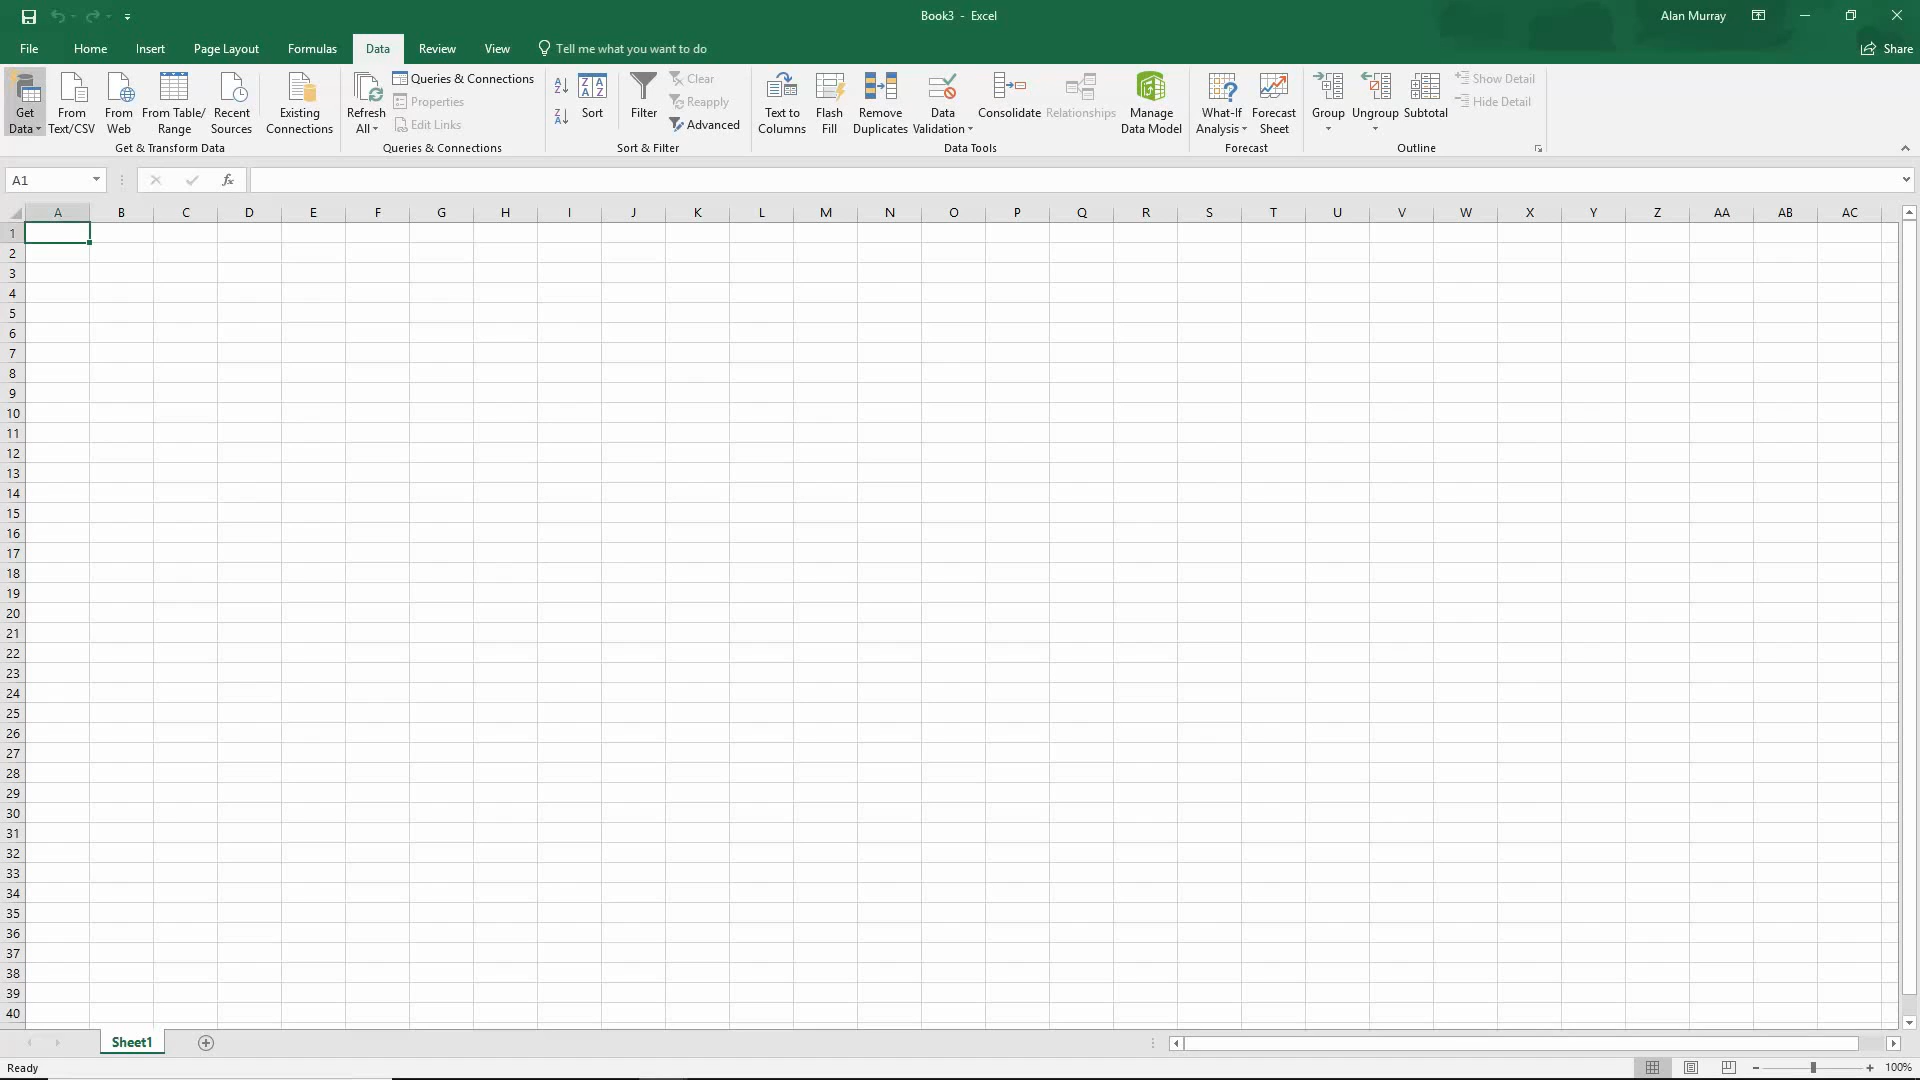 Book3 - Excel
Alan Murray
File Home Insert Page Layout Formulas Data Review View Tell me what you want to do Share
Get Data
From Text/CSV
From Web
From Table/ Range
Recent Sources
Existing Connections
Get & Transform Data
Refresh All
Queries & Connections
Properties
Edit Links
Queries & Connections
Sort
Filter
Clear
Reapply
Advanced
Sort & Filter
Text to Columns
Flash Fill
Remove Duplicates
Data Validation
Consolidate
Relationships
Manage Data Model
Data Tools
What-If Analysis
Forecast Sheet
Forecast
Group
Ungroup
Subtotal
Show Detail
Hide Detail
Outline
A1
fx
A B C D E F G H I J K L M N O P Q R S T U V W X Y Z AA AB AC
1
2
3
4
5
6
7
8
9
10
11
12
13
14
15
16
17
18
19
20
21
22
23
24
25
26
27
28
29
30
31
32
33
34
35
36
37
38
39
40
Sheet1
Ready
100%